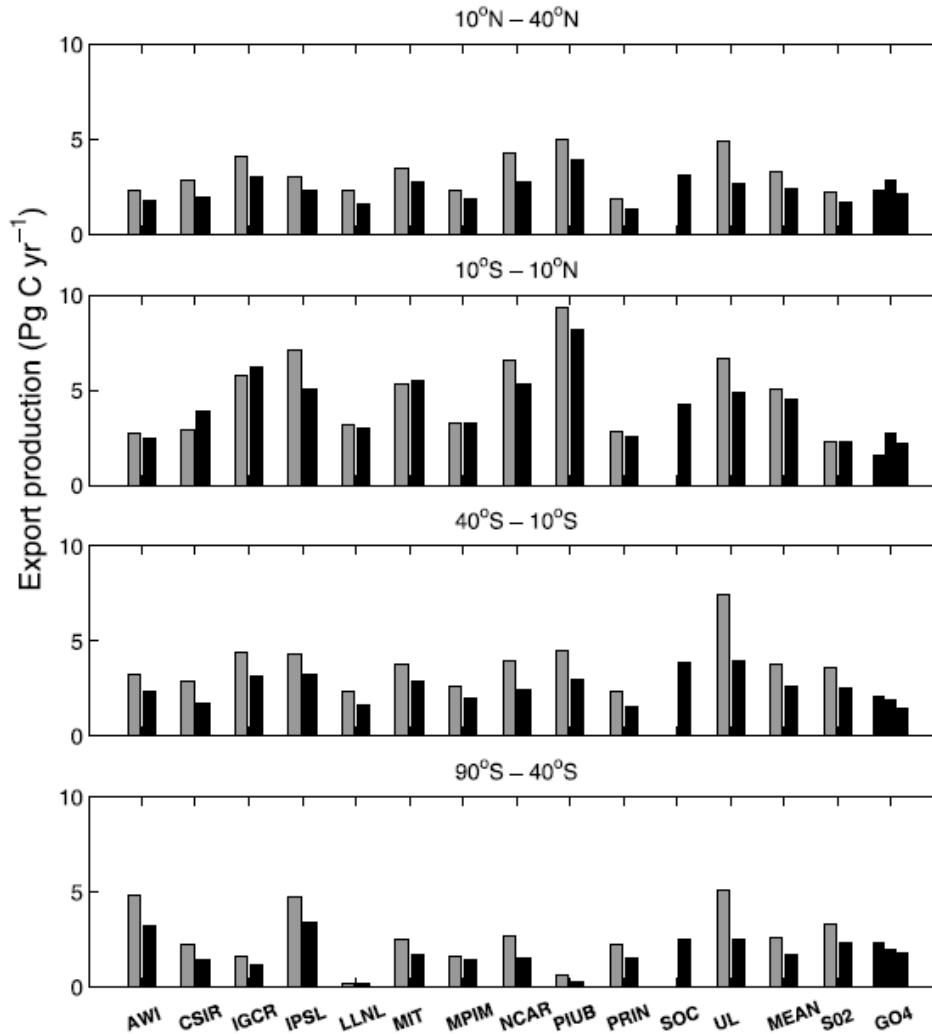 10°N – 40°N
10
5
0
10°S – 10°N
10
5
0
40°S – 10°S
10
5
0
90°S – 40°S
10
5
0
Export production (Pg C yr⁻¹)
AWI CSIR IGCR IPSL LLNL MIT MPIM NCAR PIUB PRIN SOC UL MEAN S02 GO4